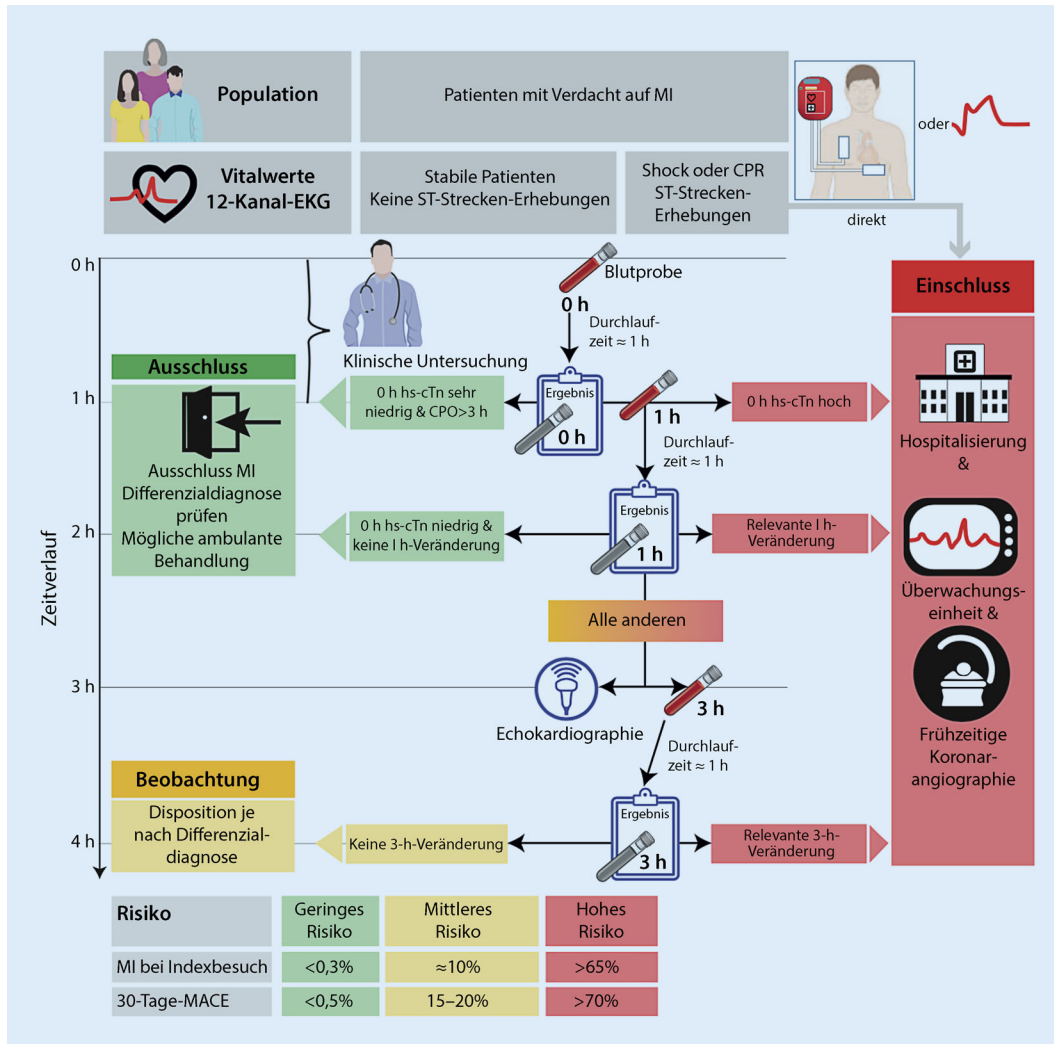 Population
Patienten mit Verdacht auf MI
oder
Vitalwerte
12-Kanal-EKG
Stabile Patienten
Keine ST-Strecken-Erhebungen
Shock oder CPR
ST-Strecken-
Erhebungen
direkt
Zeitverlauf
0 h
Blutprobe
0 h
Durchlauf-
zeit ≈ 1 h
Einschluss
Klinische Untersuchung
Ausschluss
1 h
0 h hs-cTn sehr
niedrig & CPO>3 h
Ergebnis
0 h
1 h
0 h hs-cTn hoch
Hospitalisierung
&
Durchlauf-
zeit ≈ 1 h
Ausschluss MI
Differenzialdiagnose
prüfen
Mögliche ambulante
Behandlung
2 h
0 h hs-cTn niedrig &
keine I h-Veränderung
Ergebnis
1 h
Relevante I h-
Veränderung
Überwachungs-
einheit &
Alle anderen
3 h
Echokardiographie
3 h
Durchlauf-
zeit ≈ 1 h
Frühzeitige
Koronar-
angiographie
Beobachtung
Disposition je
nach Differenzial-
diagnose
4 h
Keine 3-h-Veränderung
Ergebnis
3 h
Relevante 3-h-
Veränderung
Risiko
Geringes
Risiko
Mittleres
Risiko
Hohes
Risiko
MI bei Indexbesuch
<0,3%
≈10%
>65%
30-Tage-MACE
<0,5%
15–20%
>70%